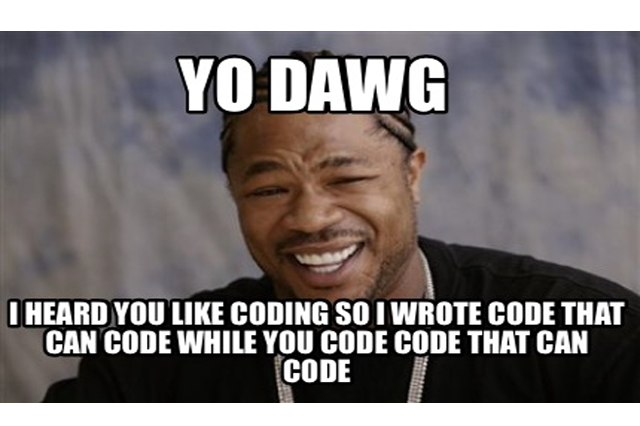 YO DAWG
I HEARD YOU LIKE CODING SO I WROTE CODE THAT
CAN CODE WHILE YOU CODE CODE THAT CAN
CODE